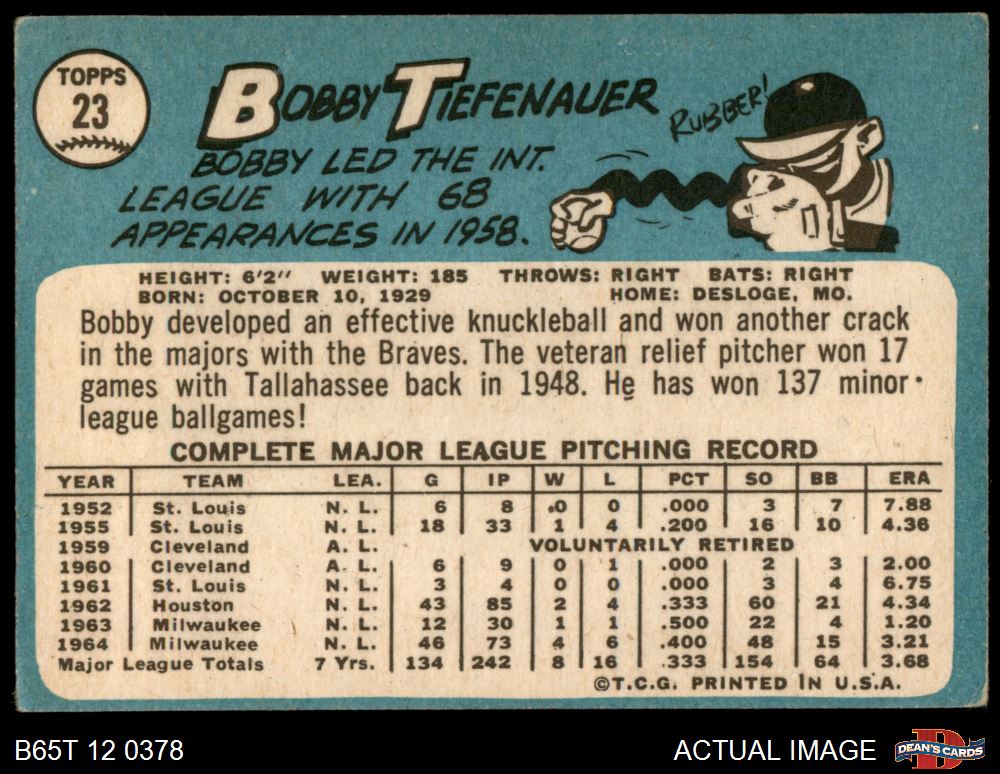 TOPPS
23
BOBBY TIEFENAUER
RUBBER!
BOBBY LED THE INT.
LEAGUE WITH 68
APPEARANCES IN 1958.
HEIGHT: 6'2" WEIGHT: 185 THROWS: RIGHT BATS: RIGHT
BORN: OCTOBER 10, 1929 HOME: DESLOGE, MO.
Bobby developed an effective knuckleball and won another crack
in the majors with the Braves. The veteran relief pitcher won 17
games with Tallahassee back in 1948. He has won 137 minor-
league ballgames!
COMPLETE MAJOR LEAGUE PITCHING RECORD
YEAR TEAM LEA. G IP W L PCT SO BB ERA
1952 St. Louis N. L. 6 8 0 0 .000 3 7 7.88
1955 St. Louis N. L. 18 33 1 4 .200 16 10 4.36
1959 Cleveland A. L. VOLUNTARILY RETIRED
1960 Cleveland A. L. 6 9 0 1 .000 2 3 2.00
1961 St. Louis N. L. 3 4 0 0 .000 3 4 6.75
1962 Houston N. L. 43 85 2 4 .333 60 21 4.34
1963 Milwaukee N. L. 12 30 1 1 .500 22 4 1.20
1964 Milwaukee N. L. 46 73 4 6 .400 48 15 3.21
Major League Totals 7 Yrs. 134 242 8 16 .333 154 64 3.68
©T.C.G. PRINTED IN U.S.A.
B65T 12 0378 ACTUAL IMAGE DEAN'S CARDS